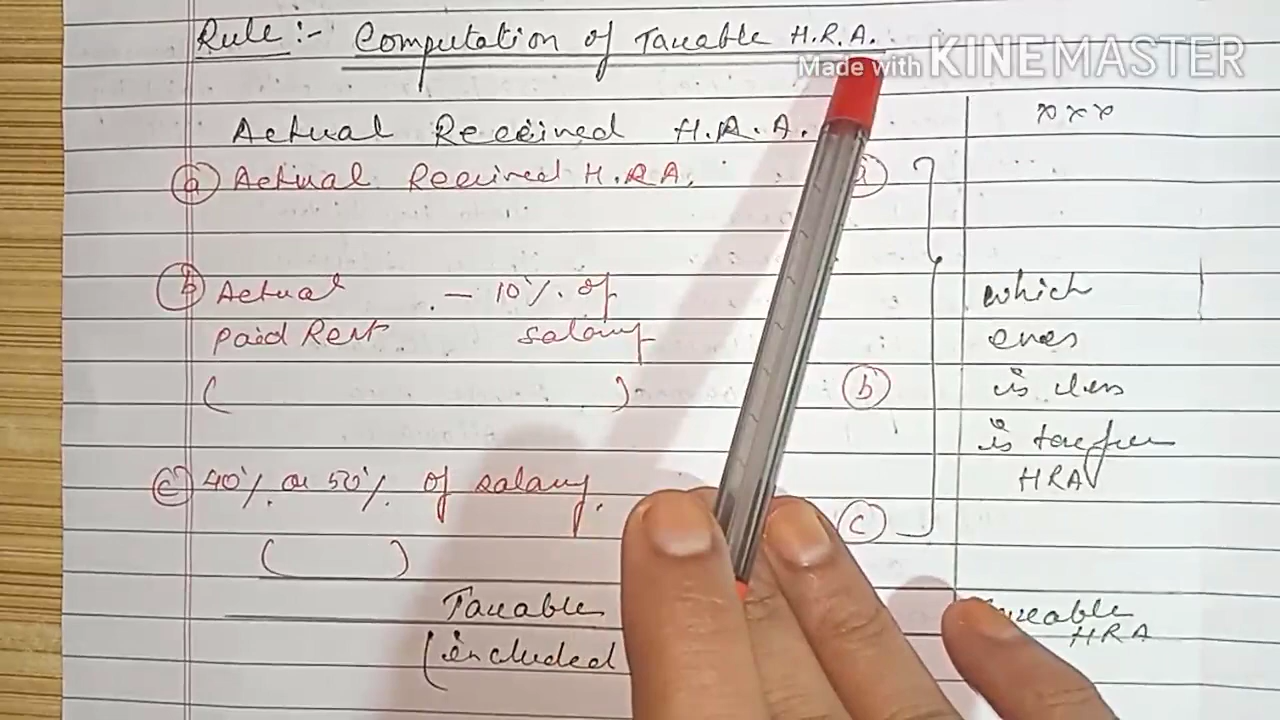 Rule:- Computation of Taxable H.R.A.
Made with KINEMASTER
Actual Received H.R.A. xxx
a Actual Received H.R.A. a
b Actual - 10% of which
Paid Rent salary ever
( ) b is less
is taxfree
c 40% or 50% of salary. HRA
( ) c
Taxable Taxable
HRA
(included